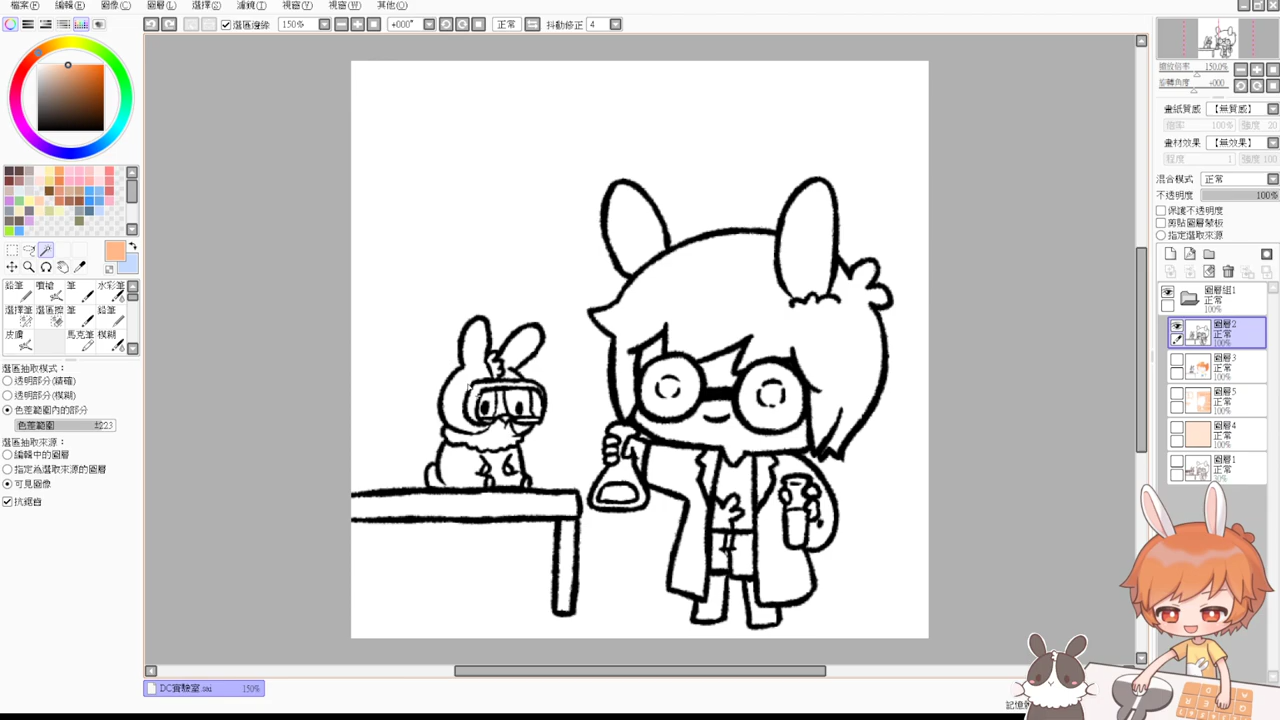 檔案(F) 編輯(E) 圖像(C) 圖層(L) 選擇(S) 濾鏡(T) 視窗(V) 視窗(W) 其他(O)
選區邊緣 150% +000° 正常 抖動修正 4
縮放倍率 150.0%
旋轉角度 +000
畫紙質感 【無質感】
倍率 100% 強度 20
畫材效果 【無效果】
程度 1 強度 100
混合模式 正常
不透明度 100%
保護不透明度
剪貼圖層蒙板
指定選取來源
鉛筆 噴槍 筆 水彩筆
選擇筆 選區擦 筆 鉛筆
皮膚 馬克筆 模糊
選區抽取模式:
透明部分(精確)
透明部分(模糊)
色差範圍內的部分
色差範圍 ±223
選區抽取來源:
編輯中的圖層
指定為選取來源的圖層
可見圖像
抗鋸齒
圖層組1
正常
100%
圖層2
正常
100%
圖層3
正常
100%
圖層5
正常
100%
圖層4
正常
100%
圖層1
正常
30%
DC實驗室.sai 150%